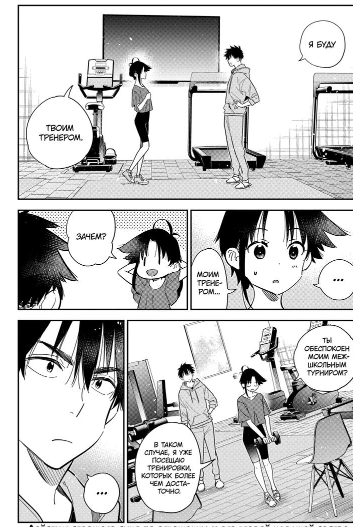 Я БУДУ
ТВОИМ
ТРЕНЕРОМ.
МОИМ
ТРЕНЕ-
РОМ...
...
ЗАЧЕМ?
ТЫ
ОБЕСПОКОЕН
МОИМ МЕЖ-
ШКОЛЬНЫМ
ТУРНИРОМ?
В ТАКОМ
СЛУЧАЕ, Я УЖЕ
ПОСЕЩАЮ
ТРЕНИРОВКИ,
КОТОРЫХ БОЛЕЕ
ЧЕМ ДОСТА-
ТОЧНО.
...